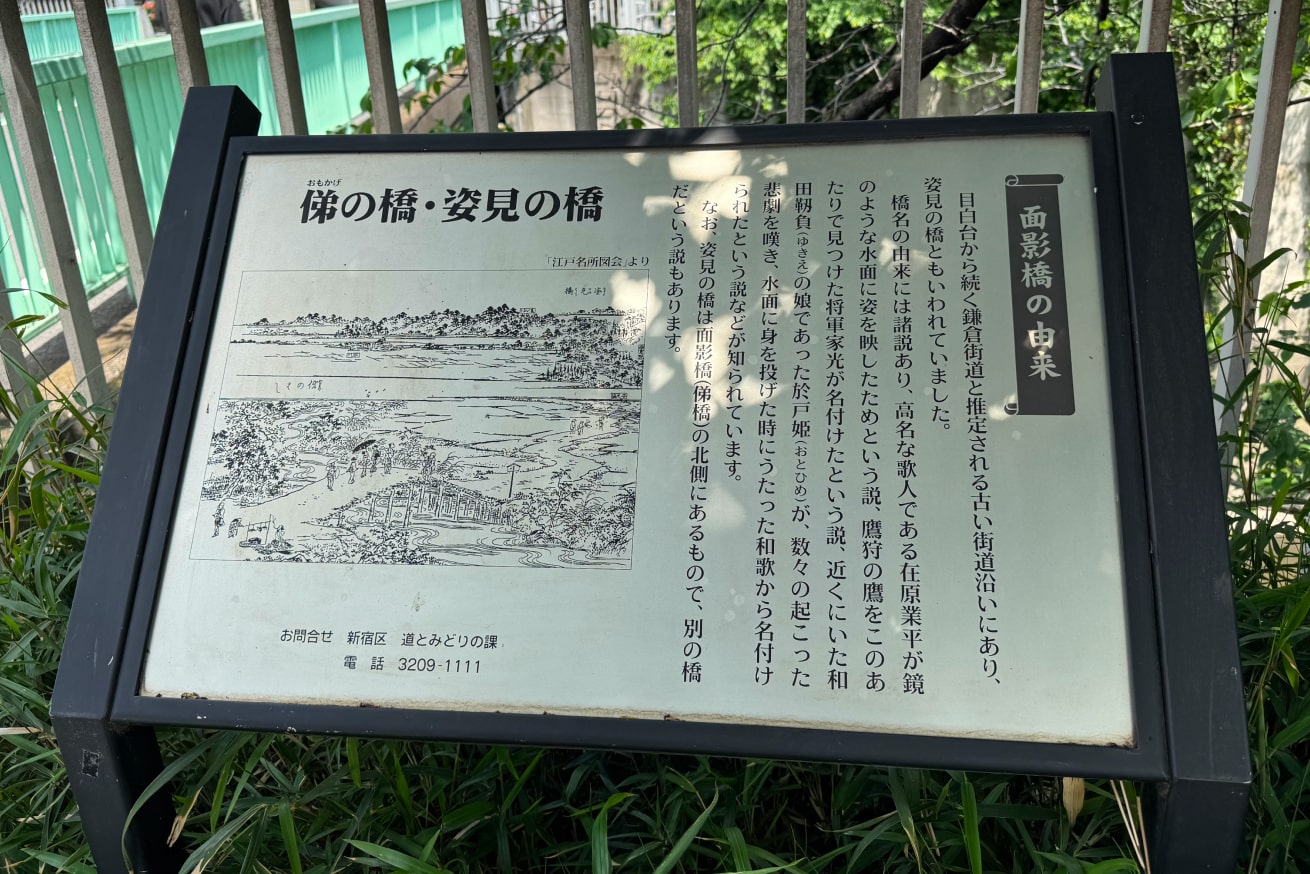 面影橋の由来
目白台から続く鎌倉街道と推定される古い街道沿いにあり、
姿見の橋ともいわれていました。
橋名の由来には諸説あり、高名な歌人である在原業平が鏡
のような水面に姿を映したためという説、鷹狩の鷹をこのあ
たりで見つけた将軍家光が名付けたという説、近くにいた和
田靱負(ゆきえ)の娘であった於戸姫(おとひめ)が、数々の起こった
悲劇を嘆き、水面に身を投げた時にうたった和歌から名付け
られたという説などが知られています。
なお、姿見の橋は面影橋(俤橋)の北側にあるもので、別の橋
だという説もあります。
おもかげ
俤の橋・姿見の橋
「江戸名所図会」より
お問合せ 新宿区 道とみどりの課
電 話 3209-1111